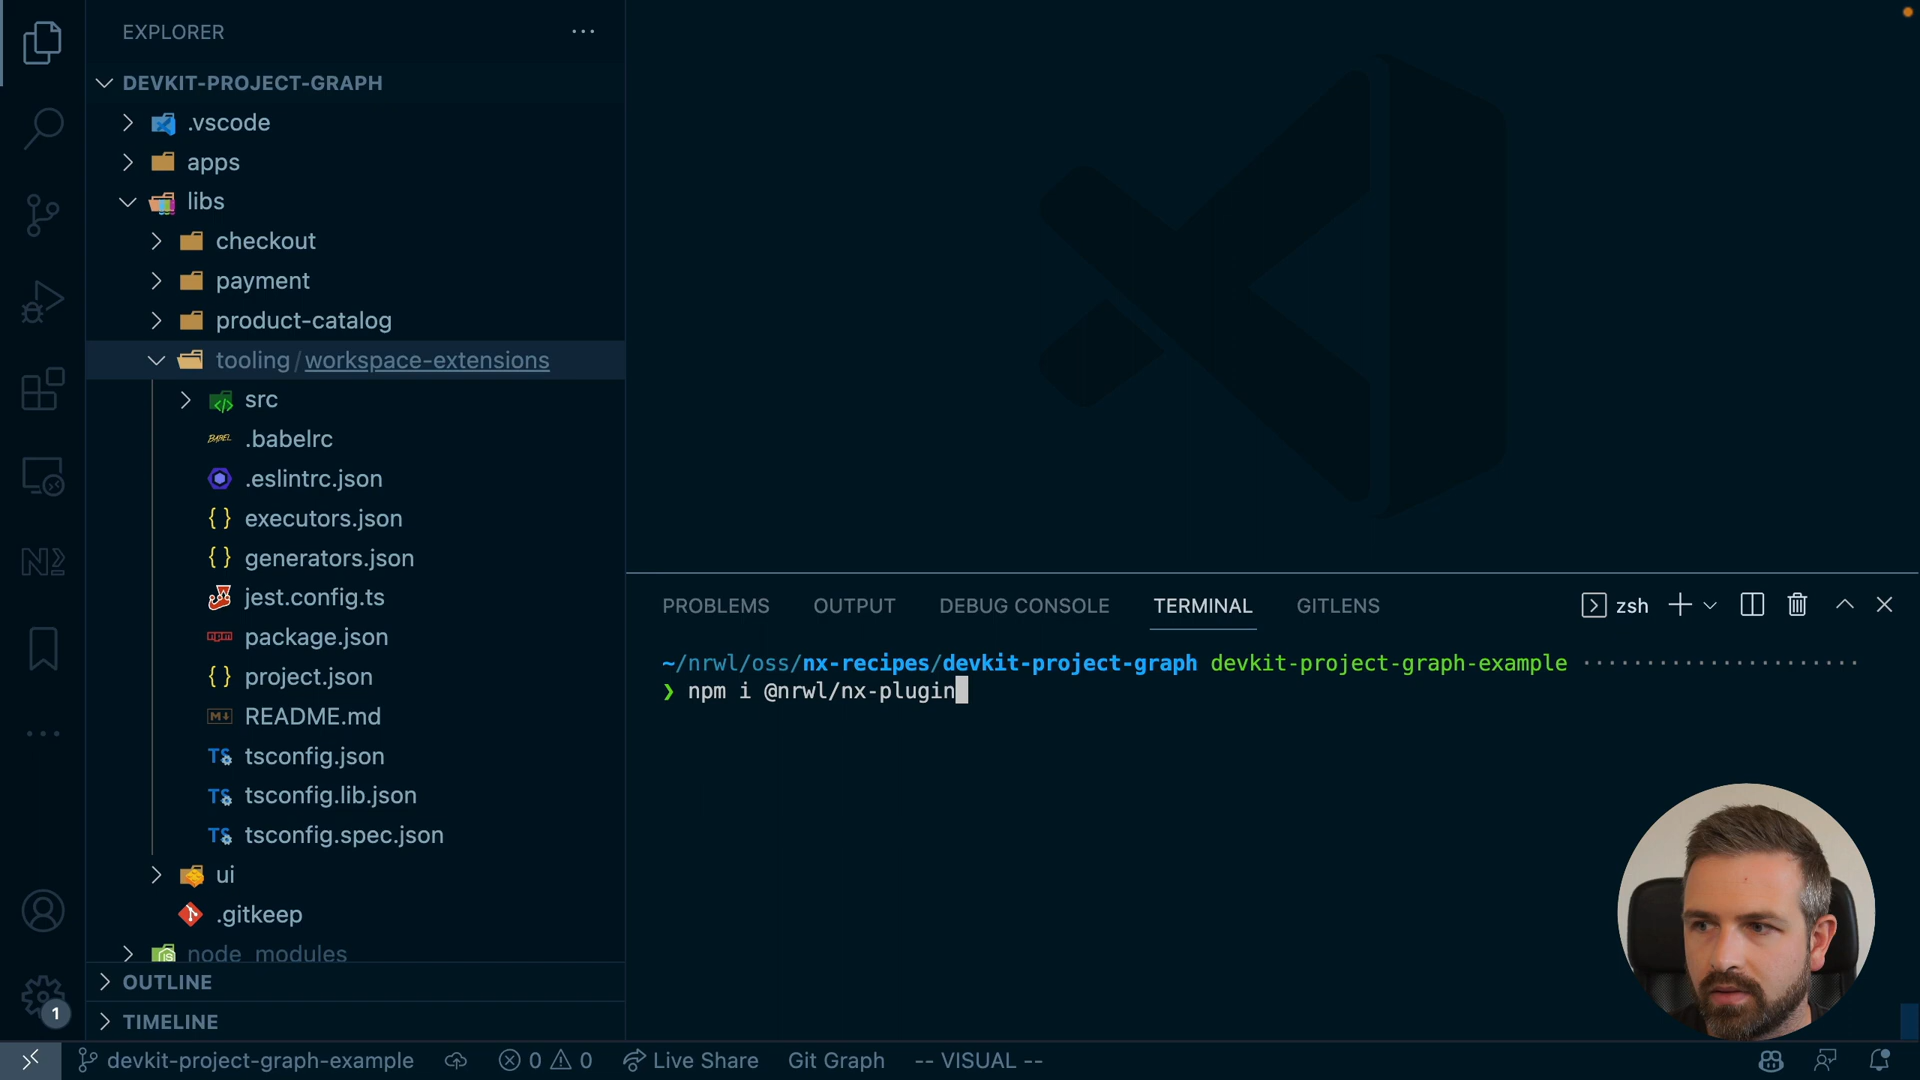 EXPLORER
DEVKIT-PROJECT-GRAPH
.vscode
apps
libs
checkout
payment
product-catalog
tooling/workspace-extensions
src
.babelrc
.eslintrc.json
executors.json
generators.json
jest.config.ts
package.json
project.json
README.md
tsconfig.json
tsconfig.lib.json
tsconfig.spec.json
ui
.gitkeep
node_modules
OUTLINE
TIMELINE
PROBLEMS OUTPUT DEBUG CONSOLE TERMINAL GITLENS zsh
~/nrwl/oss/nx-recipes/devkit-project-graph devkit-project-graph-example ......................
❯ npm i @nrwl/nx-plugin
1
devkit-project-graph-example 0 0 Live Share Git Graph -- VISUAL --